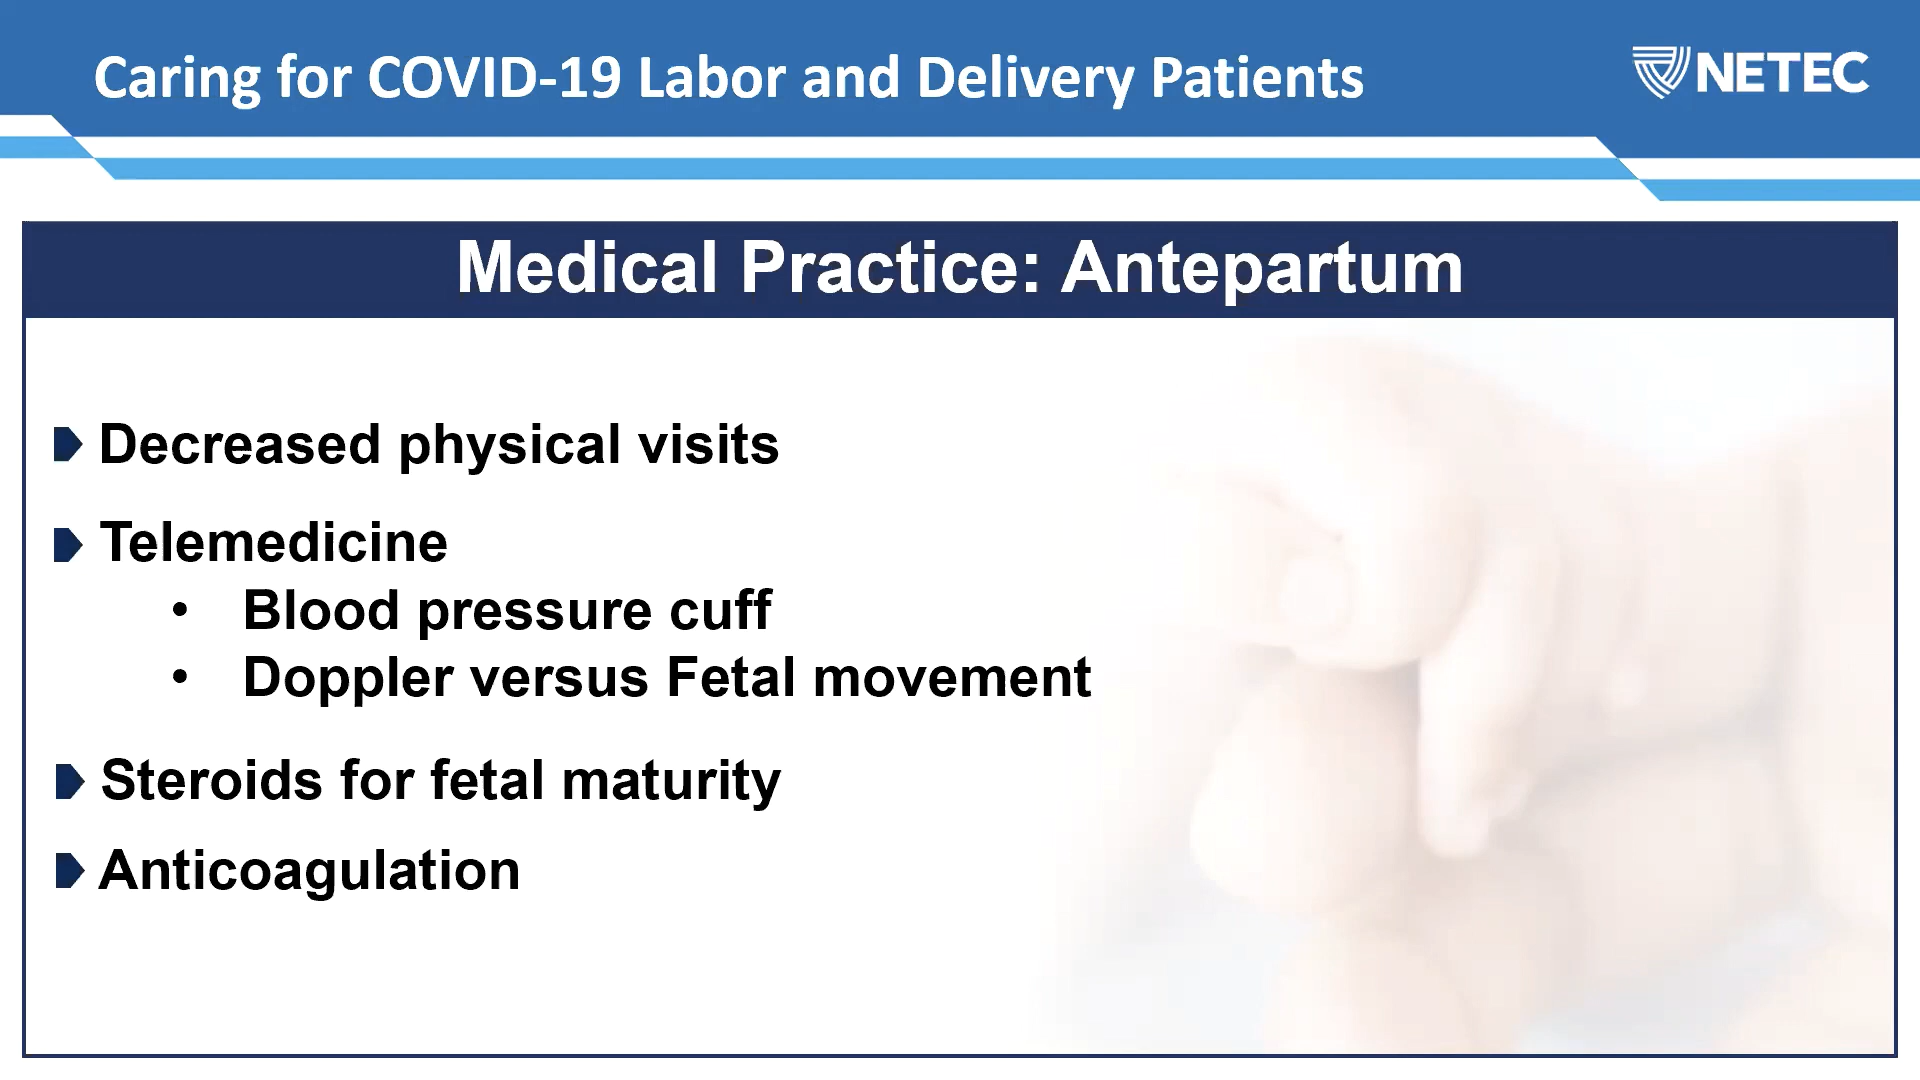 Caring for COVID-19 Labor and Delivery Patients
NETEC
Medical Practice: Antepartum
Decreased physical visits
Telemedicine
• Blood pressure cuff
• Doppler versus Fetal movement
Steroids for fetal maturity
Anticoagulation